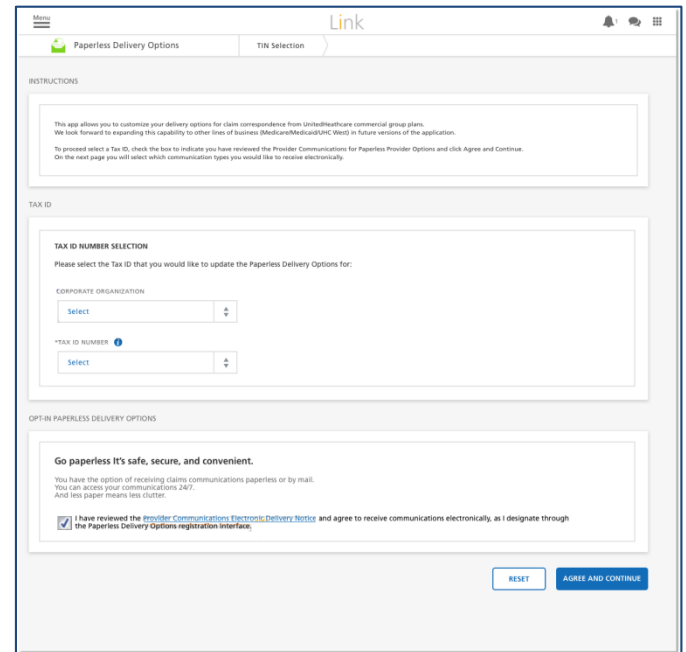 Menu
Link
1
Paperless Delivery Options
TIN Selection
INSTRUCTIONS
This app allows you to customize your delivery options for claim correspondence from UnitedHealthcare commercial group plans.
We look forward to expanding this capability to other lines of business (Medicare/Medicaid/UHC West) in future versions of the application.
To proceed select a Tax ID, check the box to indicate you have reviewed the Provider Communications for Paperless Provider Options and click Agree and Continue.
On the next page you will select which communication types you would like to receive electronically.
TAX ID
TAX ID NUMBER SELECTION
Please select the Tax ID that you would like to update the Paperless Delivery Options for:
CORPORATE ORGANIZATION
Select
*TAX ID NUMBER i
Select
OPT-IN PAPERLESS DELIVERY OPTIONS
Go paperless It's safe, secure, and convenient.
You have the option of receiving claims communications paperless or by mail.
You can access your communications 24/7.
And less paper means less clutter.
I have reviewed the Provider Communications Electronic Delivery Notice and agree to receive communications electronically, as I designate through
the Paperless Delivery Options registration interface.
RESET
AGREE AND CONTINUE